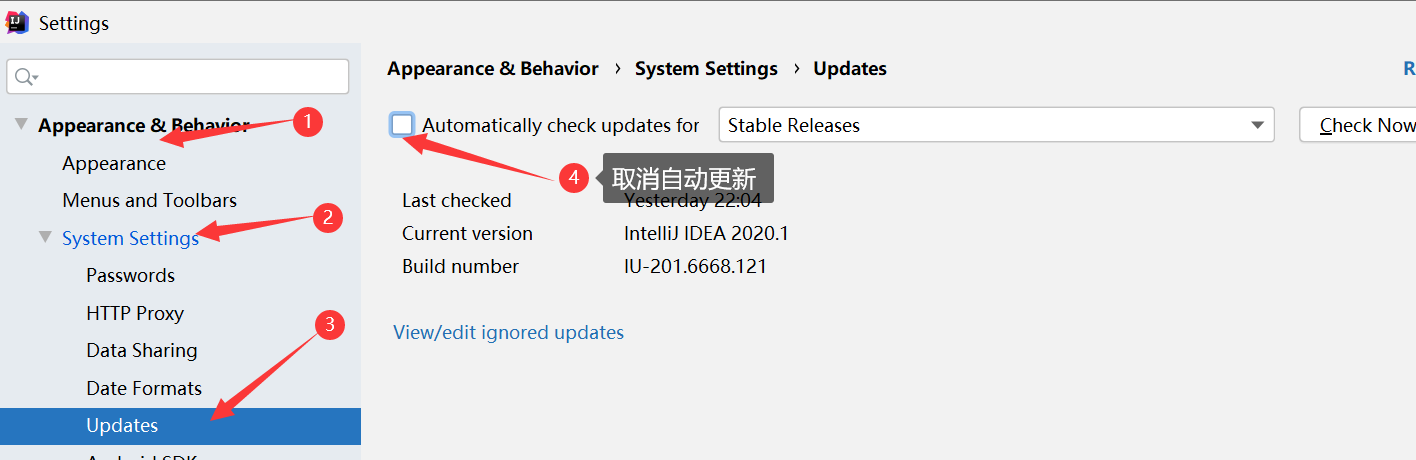 Settings
Appearance & Behavior
Appearance
Menus and Toolbars
System Settings
Passwords
HTTP Proxy
Data Sharing
Date Formats
Updates
Android SDK
1
2
3
Appearance & Behavior › System Settings › Updates
R
Automatically check updates for
Stable Releases
Check Now
4
取消自动更新
Last checked
Yesterday 22:04
Current version
IntelliJ IDEA 2020.1
Build number
IU-201.6668.121
View/edit ignored updates